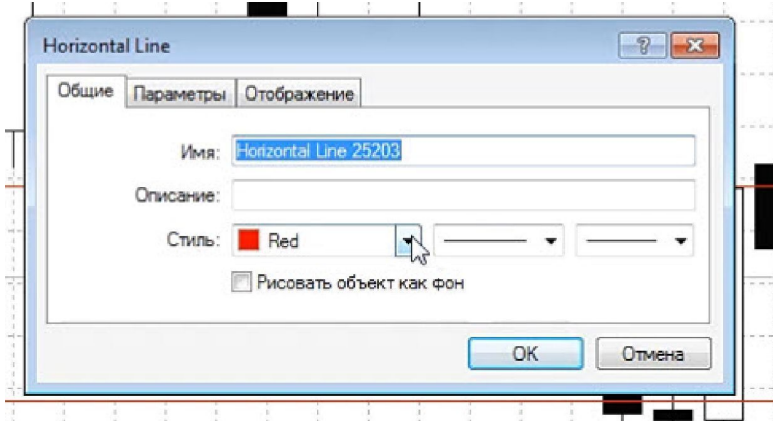 Horizontal Line
Общие Параметры Отображение
Имя: Horizontal Line 25203
Описание:
Стиль: Red
Рисовать объект как фон
OK Отмена